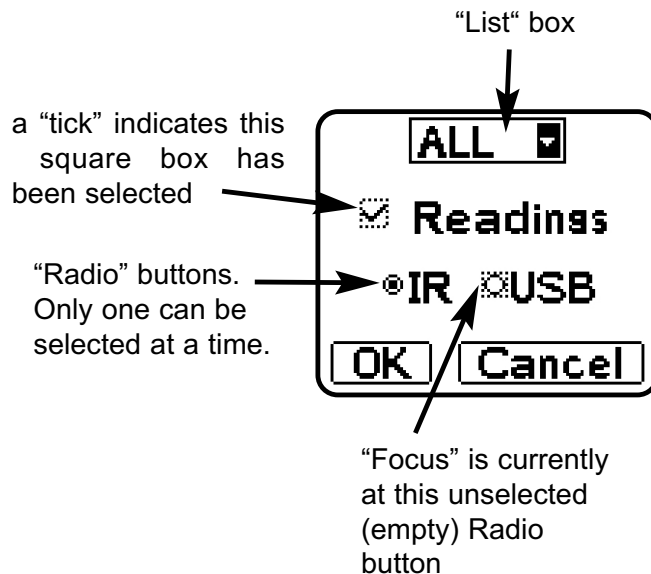 “List“ box
a “tick” indicates this
square box has
been selected
ALL
Readings
“Radio” buttons.
Only one can be
selected at a time.
IR USB
OK Cancel
“Focus” is currently
at this unselected
(empty) Radio
button